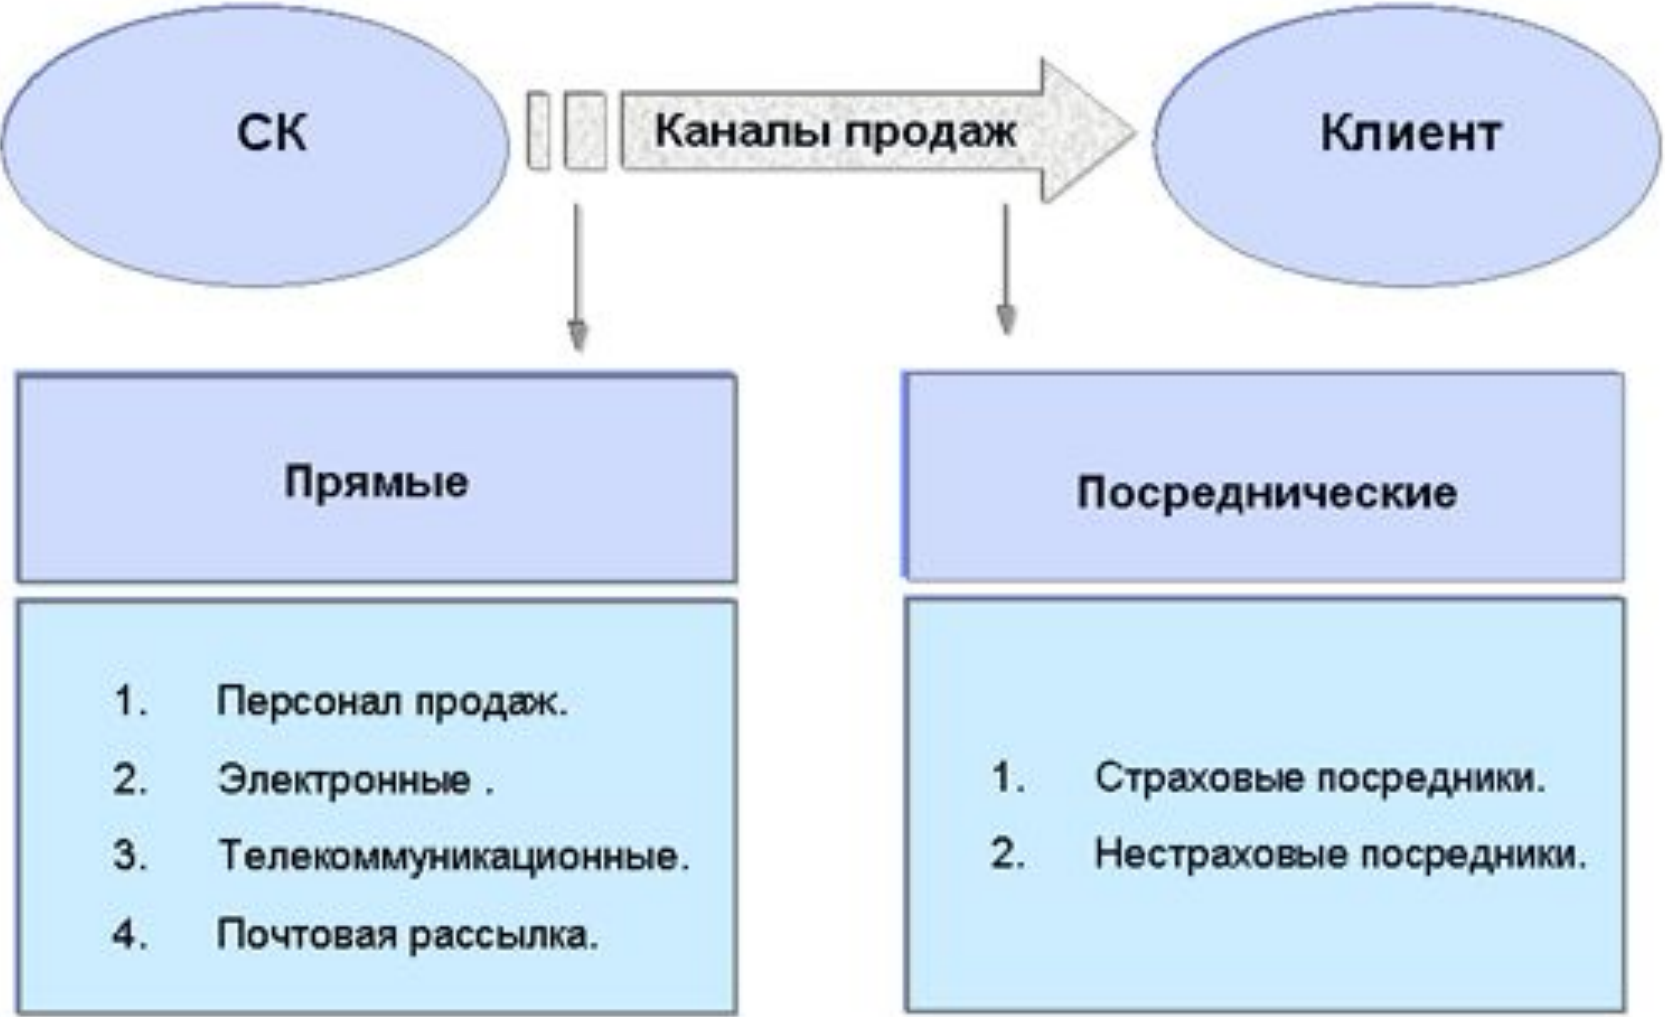 СК
Каналы продаж
Клиент
Прямые
1. Персонал продаж.
2. Электронные .
3. Телекоммуникационные.
4. Почтовая рассылка.
Посреднические
1. Страховые посредники.
2. Нестраховые посредники.